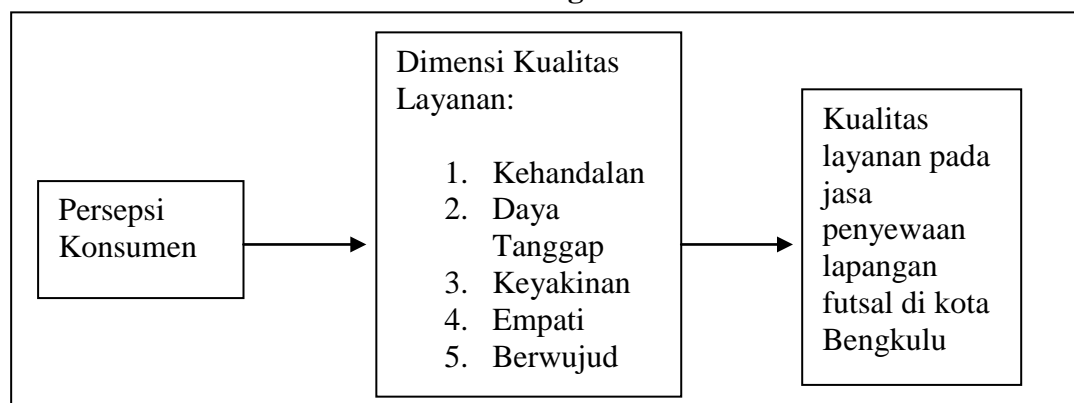 Persepsi
Konsumen
Dimensi Kualitas
Layanan:
1. Kehandalan
2. Daya
Tanggap
3. Keyakinan
4. Empati
5. Berwujud
Kualitas
layanan pada
jasa
penyewaan
lapangan
futsal di kota
Bengkulu